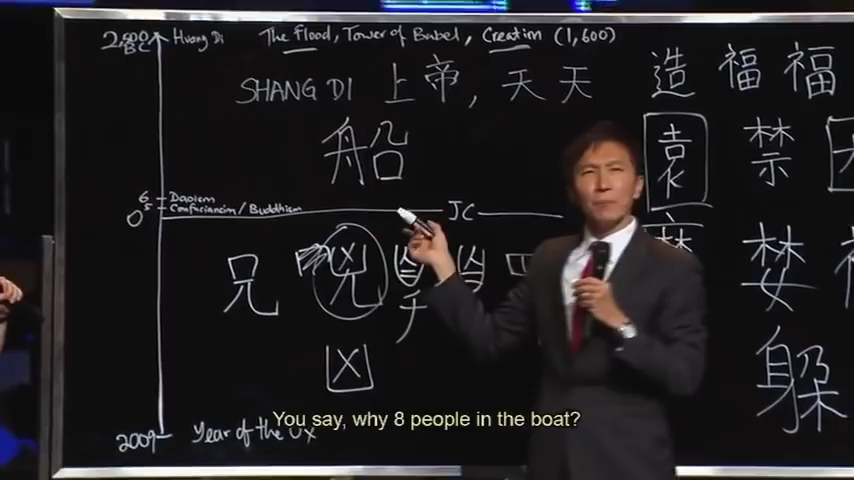 2,500 BC Huang Di The Flood, Tower of Babel, Creation (1,600)
SHANG DI 上帝, 天 天 造 福 福
船 園 禁
6 Daoism
5 Confucianism / Buddhism
0 JC
兄 兇
婪
躲
2009 Year of the Ox
You say, why 8 people in the boat?